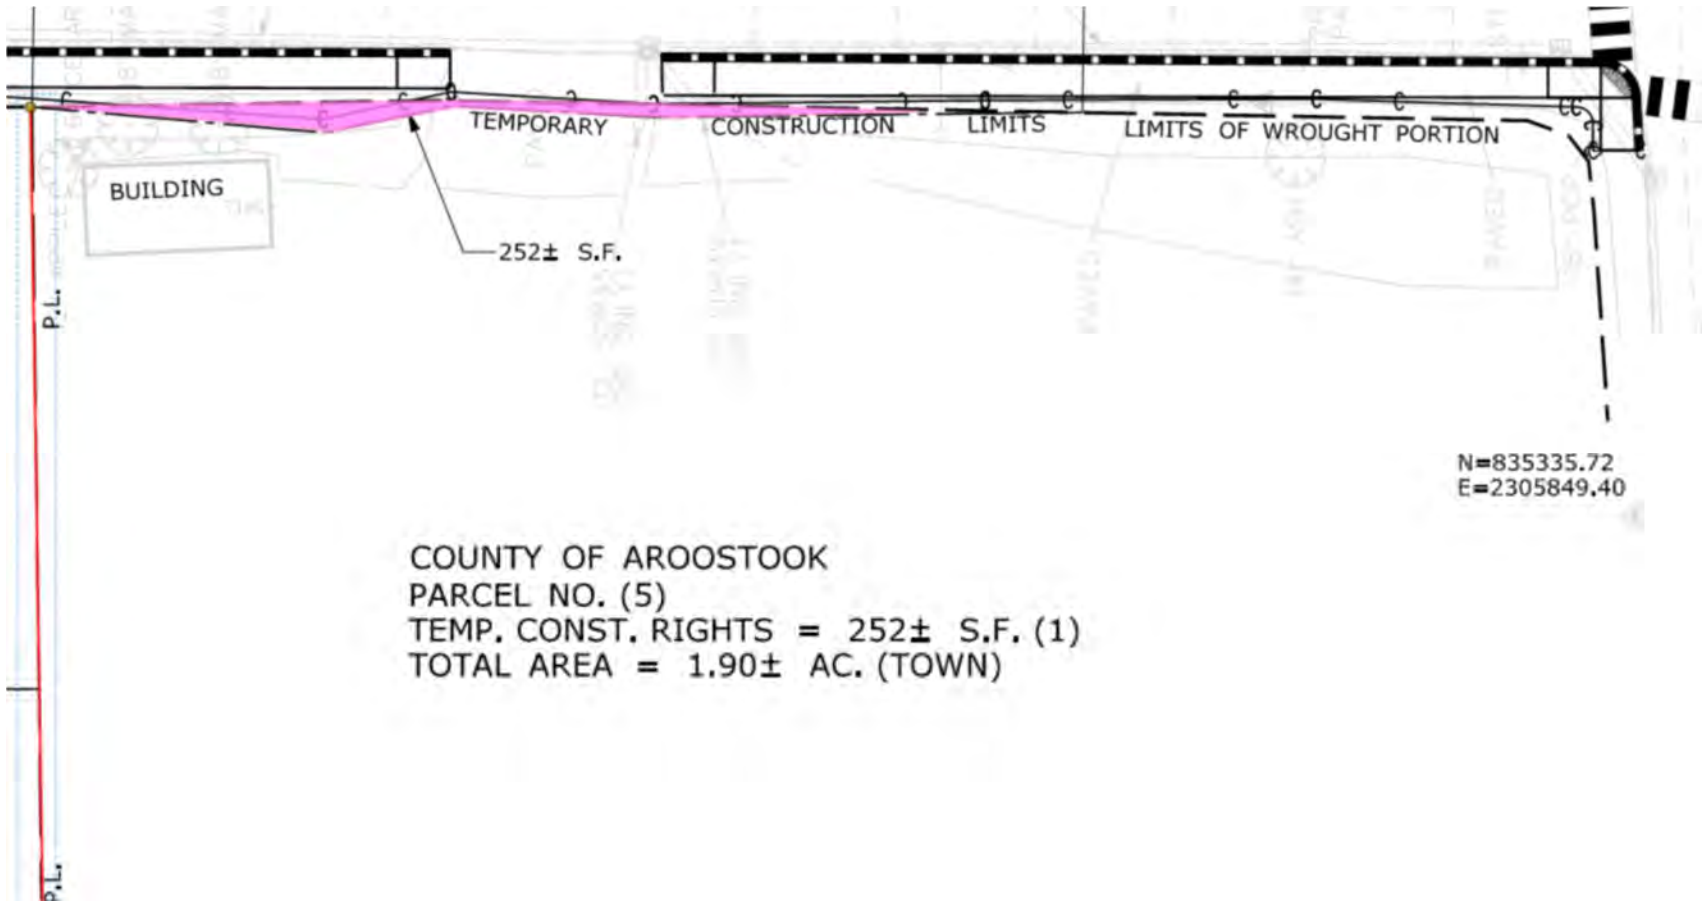 TEMPORARY CONSTRUCTION LIMITS LIMITS OF WROUGHT PORTION
BUILDING
252± S.F.
P.L.
N=835335.72
E=2305849.40
COUNTY OF AROOSTOOK
PARCEL NO. (5)
TEMP. CONST. RIGHTS = 252± S.F. (1)
TOTAL AREA = 1.90± AC. (TOWN)
P.L.